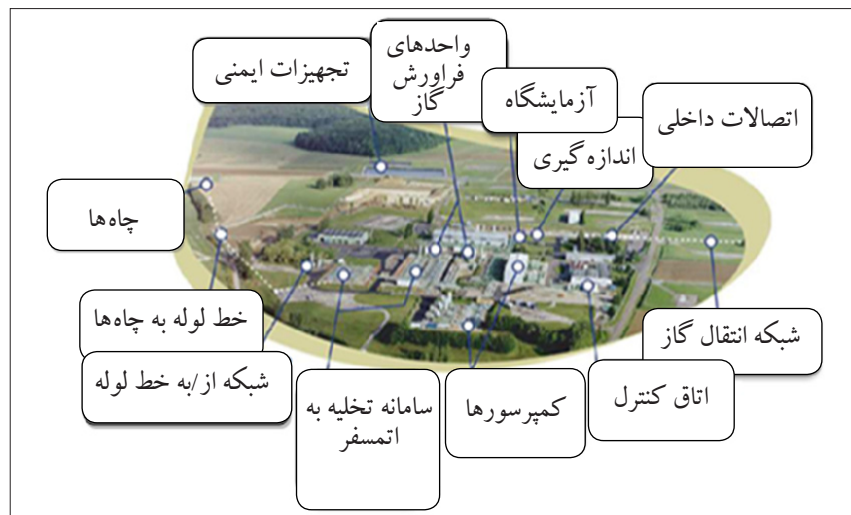 واحدهای
فراورش
گاز
تجهیزات ایمنی
آزمایشگاه
اتصالات داخلی
اندازه گیری
چاه‌ها
خط لوله به چاه‌ها
شبکه از/به خط لوله
سامانه تخلیه به
اتمسفر
کمپرسورها
اتاق کنترل
شبکه انتقال گاز